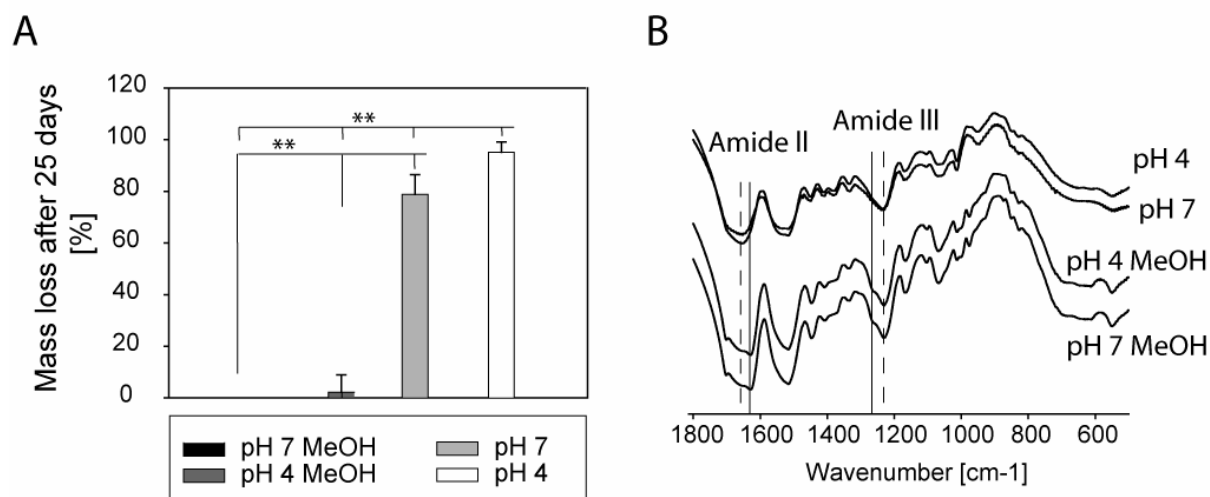 A
Mass loss after 25 days
[%]
120
100
80
60
40
20
0
**
**
pH 7 MeOH
pH 4 MeOH
pH 7
pH 4
B
Amide II
Amide III
pH 4
pH 7
pH 4 MeOH
pH 7 MeOH
1800 1600 1400 1200 1000 800 600
Wavenumber [cm-1]